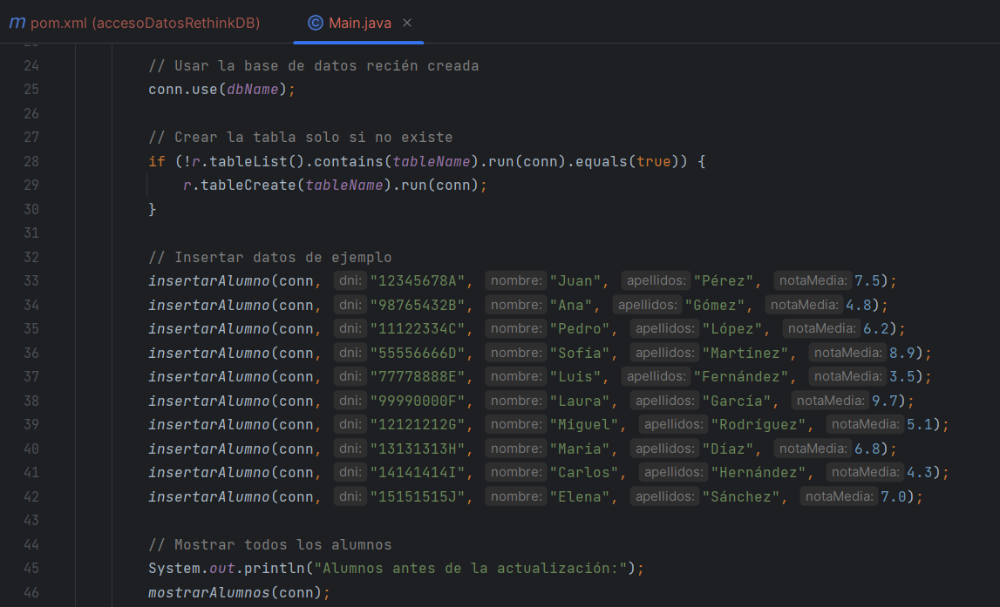 m pom.xml (accesoDatosRethinkDB) © Main.java ×
24 // Usar la base de datos recién creada
25 conn.use(dbName);
26
27 // Crear la tabla solo si no existe
28 if (!r.tableList().contains(tableName).run(conn).equals(true)) {
29 r.tableCreate(tableName).run(conn);
30 }
31
32 // Insertar datos de ejemplo
33 insertarAlumno(conn, dni: "12345678A", nombre: "Juan", apellidos: "Pérez", notaMedia: 7.5);
34 insertarAlumno(conn, dni: "98765432B", nombre: "Ana", apellidos: "Gómez", notaMedia: 4.8);
35 insertarAlumno(conn, dni: "11122334C", nombre: "Pedro", apellidos: "López", notaMedia: 6.2);
36 insertarAlumno(conn, dni: "55556666D", nombre: "Sofía", apellidos: "Martínez", notaMedia: 8.9);
37 insertarAlumno(conn, dni: "77778888E", nombre: "Luis", apellidos: "Fernández", notaMedia: 3.5);
38 insertarAlumno(conn, dni: "99990000F", nombre: "Laura", apellidos: "García", notaMedia: 9.7);
39 insertarAlumno(conn, dni: "12121212G", nombre: "Miguel", apellidos: "Rodríguez", notaMedia: 5.1);
40 insertarAlumno(conn, dni: "13131313H", nombre: "María", apellidos: "Díaz", notaMedia: 6.8);
41 insertarAlumno(conn, dni: "14141414I", nombre: "Carlos", apellidos: "Hernández", notaMedia: 4.3);
42 insertarAlumno(conn, dni: "15151515J", nombre: "Elena", apellidos: "Sánchez", notaMedia: 7.0);
43
44 // Mostrar todos los alumnos
45 System.out.println("Alumnos antes de la actualización:");
46 mostrarAlumnos(conn);